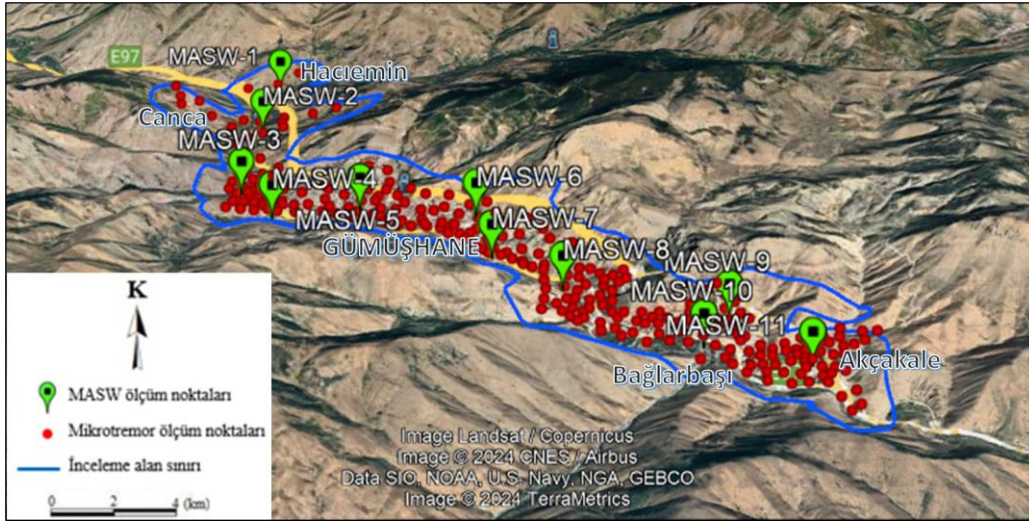 E97
MASW-1
Hacıemin
MASW-2
Canca
MASW-3
MASW-4
MASW-6
MASW-5
MASW-7
GÜMÜŞHANE
MASW-8
MASW-9
MASW-10
MASW-11
Akçakale
Bağlarbaşı
K
MASW ölçüm noktaları
Mikrotremor ölçüm noktaları
İnceleme alan sınırı
0 2 4 (km)
Image Landsat / Copernicus
Image © 2024 CNES / Airbus
Data SIO, NOAA, U.S. Navy, NGA, GEBCO
Image © 2024 TerraMetrics